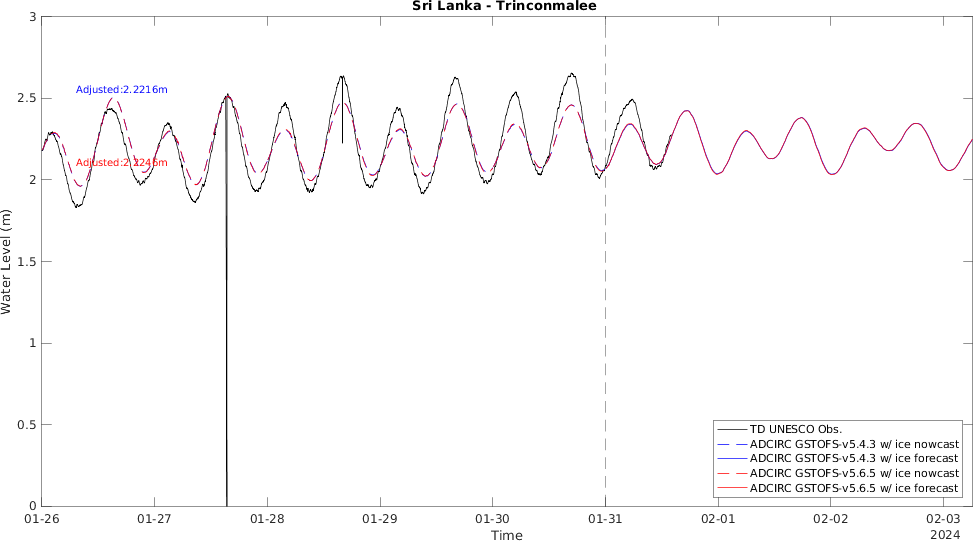 Sri Lanka - Trinconmalee
3
2.5
2
1.5
1
0.5
0
Water Level (m)
Adjusted:2.2216m
Adjusted:2.2245m
01-26
01-27
01-28
01-29
01-30
01-31
02-01
02-02
02-03
Time
2024
TD UNESCO Obs.
ADCIRC GSTOFS-v5.4.3 w/ ice nowcast
ADCIRC GSTOFS-v5.4.3 w/ ice forecast
ADCIRC GSTOFS-v5.6.5 w/ ice nowcast
ADCIRC GSTOFS-v5.6.5 w/ ice forecast